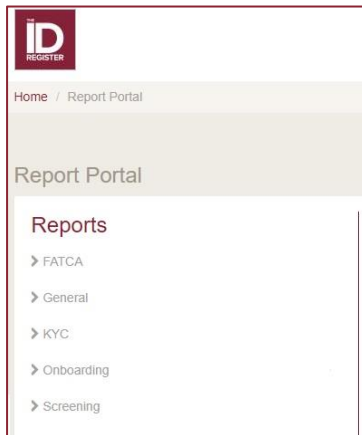 THE
ID
REGISTER
Home / Report Portal
Report Portal
Reports
FATCA
General
KYC
Onboarding
Screening